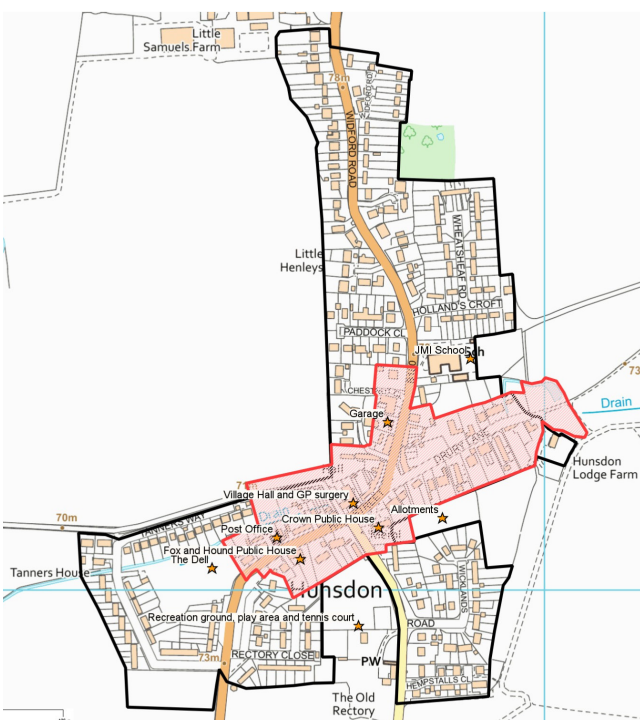 Little
Samuels Farm
78m
WIDFORD ROAD
WHEATSHEAF RD
Little
Henleys
HOLLAND'S CROFT
PADDOCK CL
JMI School
Sch
73
CHEST
Garage
Drain
DRURY LANE
Hunsdon
Lodge Farm
Village Hall and GP surgery
Allotments
Drain
Crown Public House
70m
TANNERS WA
Post Office
Fox and Hound Public House
The Dell
Tanners House
Hunsdon
WICKLANDS
Recreation ground, play area and tennis court
ROAD
RECTORY CLOSE
73m
PW
HEMPSTALLS CL
The Old
Rectory